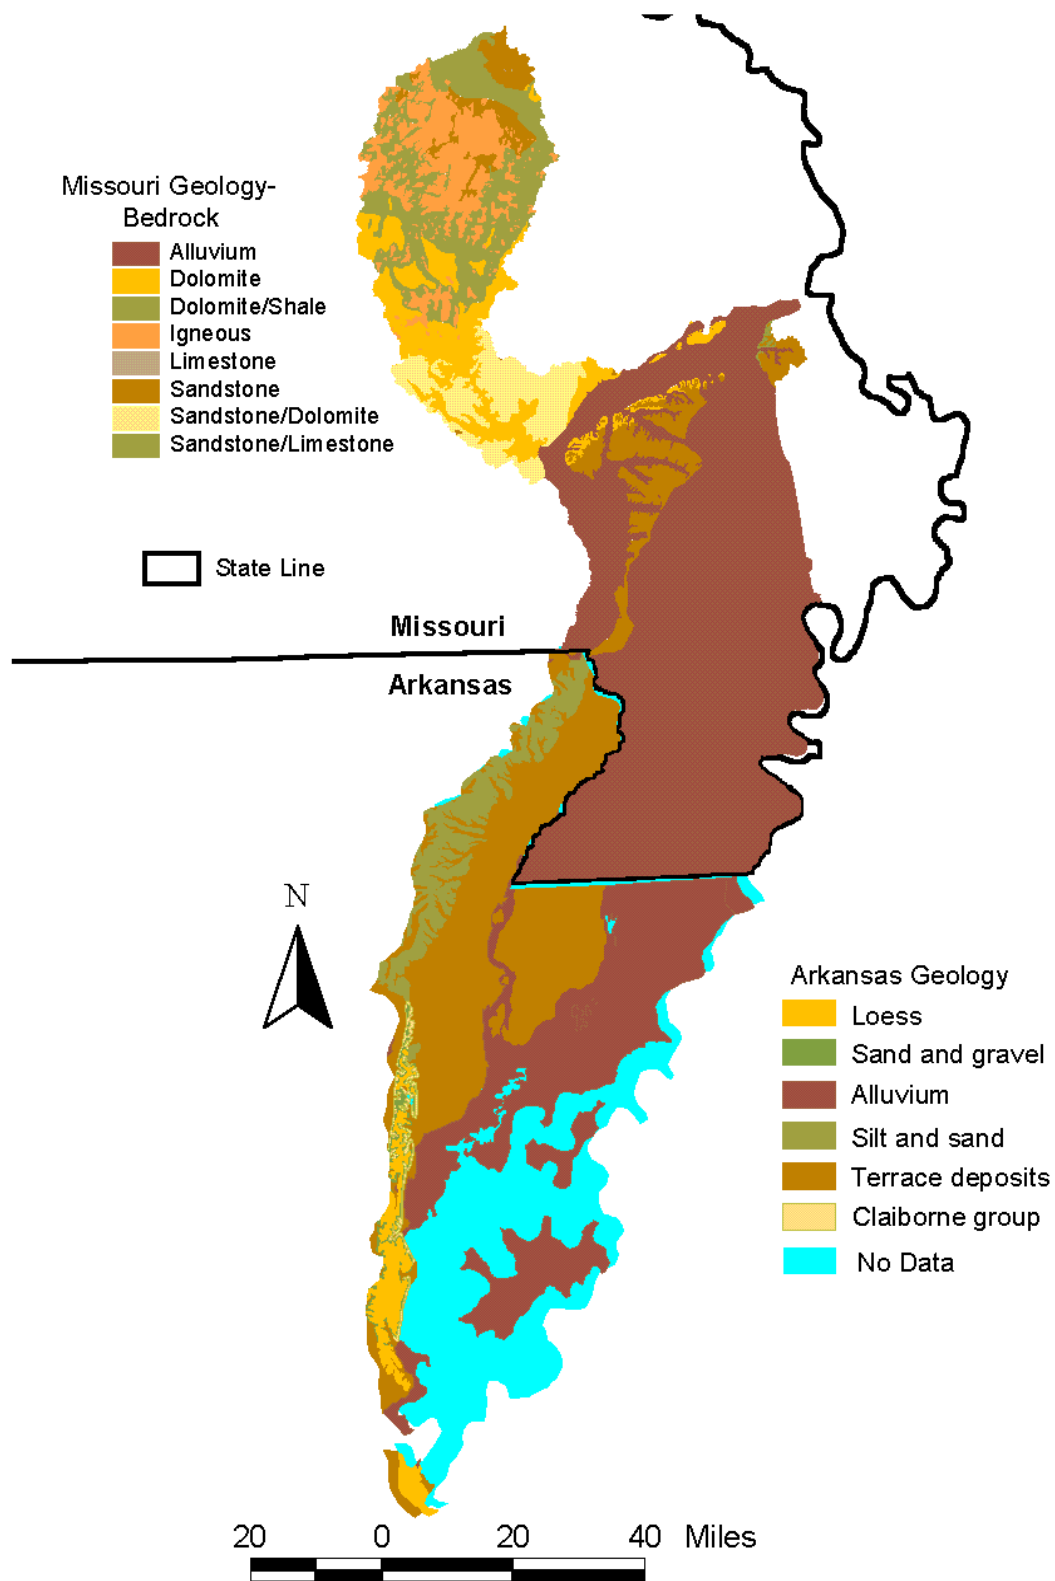 Missouri Geology-
Bedrock
Alluvium
Dolomite
Dolomite/Shale
Igneous
Limestone
Sandstone
Sandstone/Dolomite
Sandstone/Limestone
State Line
Missouri
Arkansas
N
Arkansas Geology
Loess
Sand and gravel
Alluvium
Silt and sand
Terrace deposits
Claiborne group
No Data
20 0 20 40 Miles